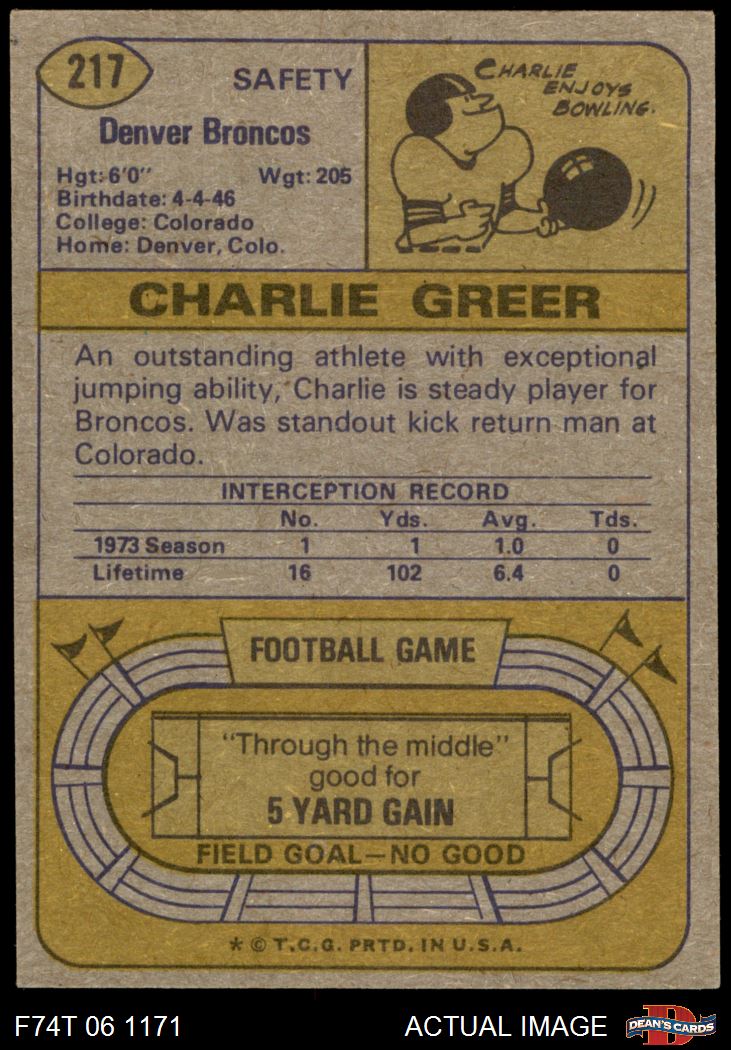 217
SAFETY
Denver Broncos
Hgt: 6'0" Wgt: 205
Birthdate: 4-4-46
College: Colorado
Home: Denver, Colo.
CHARLIE
ENJOYS
BOWLING.
CHARLIE GREER
An outstanding athlete with exceptional
jumping ability, Charlie is steady player for
Broncos. Was standout kick return man at
Colorado.
INTERCEPTION RECORD
No. Yds. Avg. Tds.
1973 Season 1 1 1.0 0
Lifetime 16 102 6.4 0
FOOTBALL GAME
"Through the middle"
good for
5 YARD GAIN
FIELD GOAL—NO GOOD
* © T.C.G. PRTD. IN U.S.A.
F74T 06 1171 ACTUAL IMAGE
D
DEAN'S CARDS